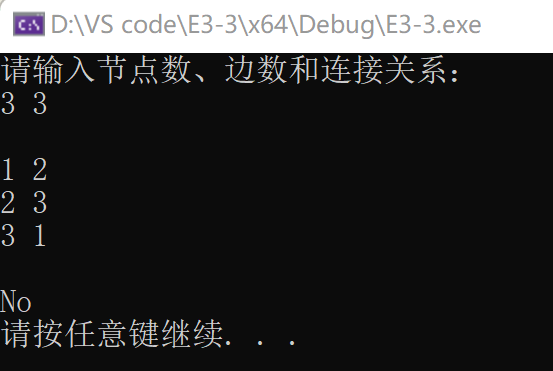 D:\VS code\E3-3\x64\Debug\E3-3.exe
请输入节点数、边数和连接关系：
3 3
1 2
2 3
3 1
No
请按任意键继续. . .